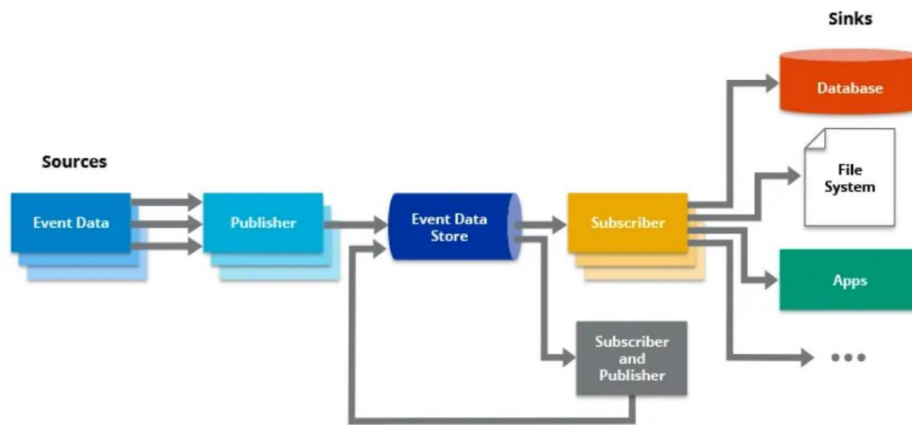 Sinks
Database
Sources
File
System
Event Data
Publisher
Event Data
Store
Subscriber
Apps
Subscriber
and
Publisher